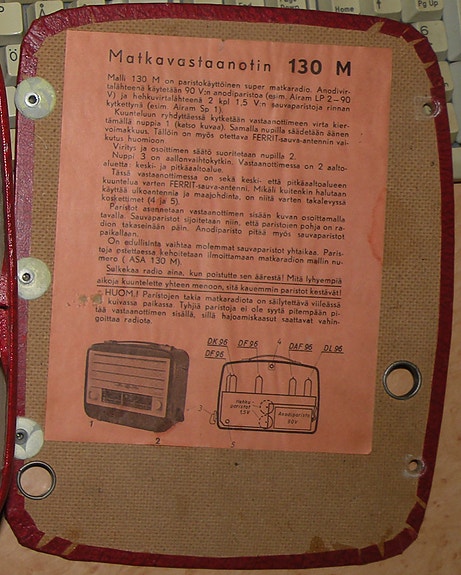 Matkavastaanotin 130 M
Malli 130 M on paristokäyttöinen super matkaradio. Anodivir-
talähteenä käytetään 90 V:n anodiparistoa (esim. Airam LP 2–90
V) ja hehkuvirtalähteenä 2 kpl 1,5 V:n sauvaparistoja rinnan
kytkettynä (esim. Airam Sp 1).
Kuunteluun ryhdyttäessä kytketään vastaanottimeen virta kier-
tämällä nuppia 1 (katso kuvaa). Samalla nupilla säädetään äänen
voimakkuus. Tällöin on myös otettava FERRIT-sauva-antennin vai-
kutus huomioon.
Viritys ja osoittimen säätö suoritetaan nupilla 2.
Nuppi 3 on aallonvaihtokytkin. Vastaanottimessa on 2 aalto-
aluetta: keski- ja pitkäaaltoalue.
Tässä vastaanottimessa on sekä keski- että pitkäaaltoalueen
kuuntelua varten FERRIT-sauva-antenni. Mikäli kuitenkin halutaan
käyttää ulkoantennia ja maajohdinta, on niitä varten takalevyssä
koskettimet (4 ja 5).
Paristot asennetaan vastaanottimen sisään kuvan osoittamalla
tavalla. Sauvaparistot sijoitetaan niin, että paristojen pohja on ra-
dion takaseinään päin. Anodiparisto pitää myös sauvaparistot
paikallaan.
On edullisinta vaihtaa molemmat sauvaparistot yhtaikaa. Paris-
toja ostettaessa kehoitetaan ilmoittamaan matkaradion mallin nu-
mero ( ASA 130 M).
Sulkekaa radio aina, kun poistutte sen äärestä! Mitä lyhyempiä
aikoja kuuntelette yhteen menoon, sitä kauemmin paristot kestävät!
HUOM.! Paristojen takia matkaradiota on säilytettävä viileässä
ja kuivassa paikassa. Tyhjiä paristoja ei ole syytä pitempään pi-
tää vastaanottimen sisällä, sillä hajoamiskaasut saattavat vahin-
goittaa radiota.
DK 96 DF 96 4 DAF 96 DL 96
DF 96
Hehku-
paristot
1,5V
Anodiparisto
90V
1
2
3
5